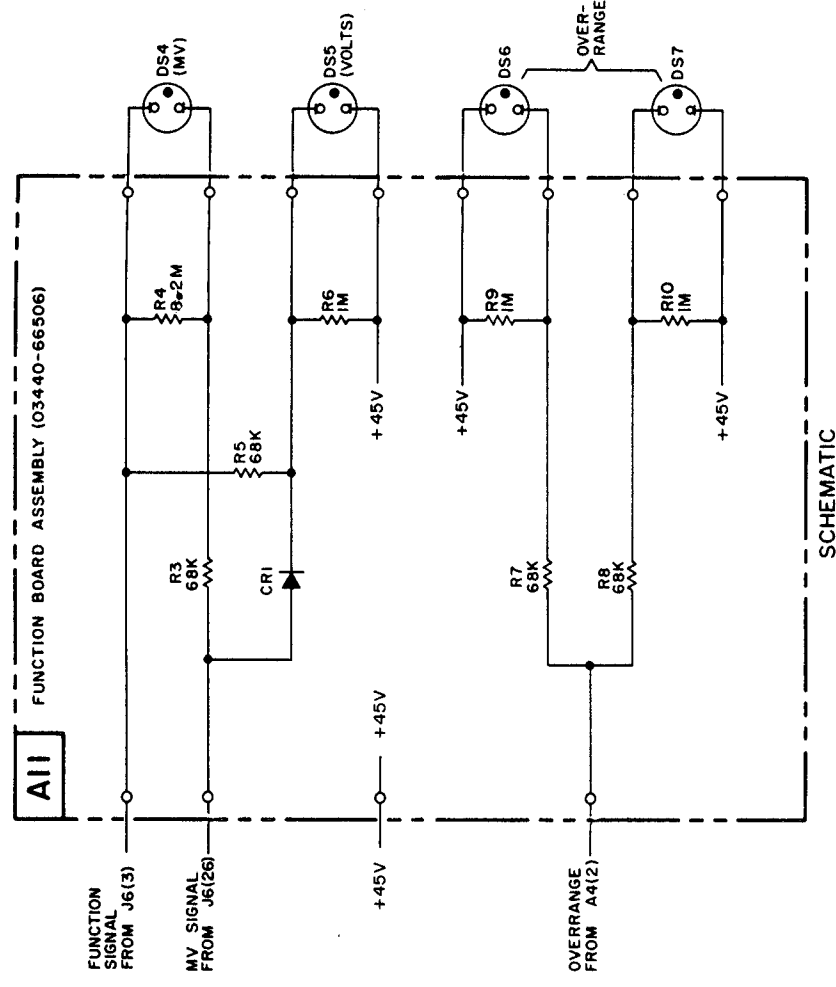 A11
FUNCTION BOARD ASSEMBLY (03440-66506)
FUNCTION
SIGNAL
FROM J6(3)
MV SIGNAL
FROM J6(26)
+45V
+45V
OVERRANGE
FROM A4(2)
R3
68K
CR1
R5
68K
R4
8.2M
R6
1M
+45V
DS4
(MV)
DS5
(VOLTS)
R7
68K
R8
68K
+45V
R9
1M
R10
1M
+45V
DS6
OVER-
RANGE
DS7
SCHEMATIC